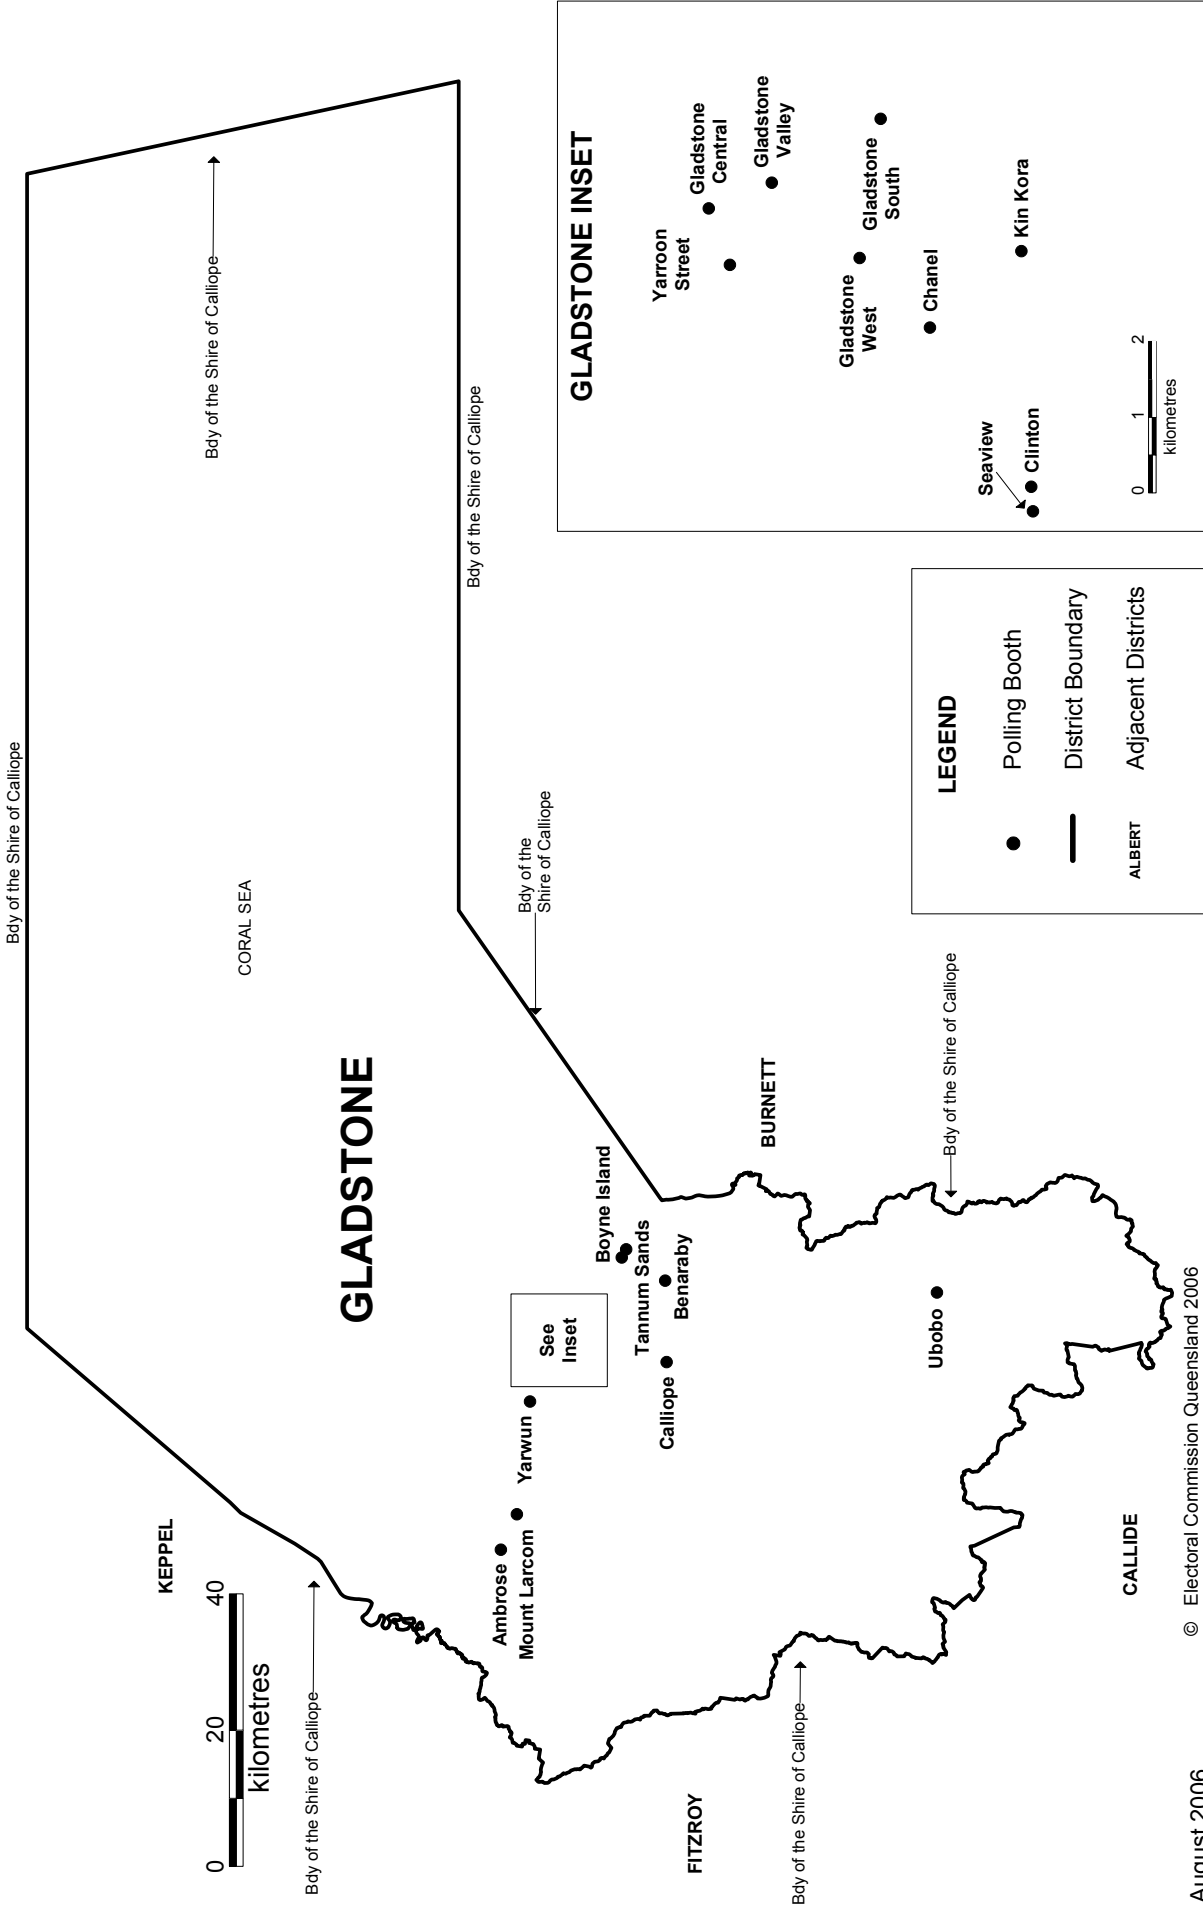 Bdy of the Shire of Calliope
Bdy of the Shire of Calliope
KEPPEL
0 20 40
kilometres
CORAL SEA
Bdy of the Shire of Calliope
GLADSTONE
Bdy of the Shire of Calliope
Bdy of the
Shire of Calliope
Ambrose
Mount Larcom
Yarwun
See
Inset
Boyne Island
Tannum Sands
Benaraby
Calliope
FITZROY
BURNETT
Bdy of the Shire of Calliope
Ubobo
Bdy of the Shire of Calliope
CALLIDE
GLADSTONE INSET
Yarroon
Street
Gladstone
Central
Gladstone
Valley
Gladstone
West
Gladstone
South
Chanel
Kin Kora
Seaview
Clinton
0 1 2
kilometres
LEGEND
Polling Booth
District Boundary
ALBERT Adjacent Districts
August 2006
© Electoral Commission Queensland 2006